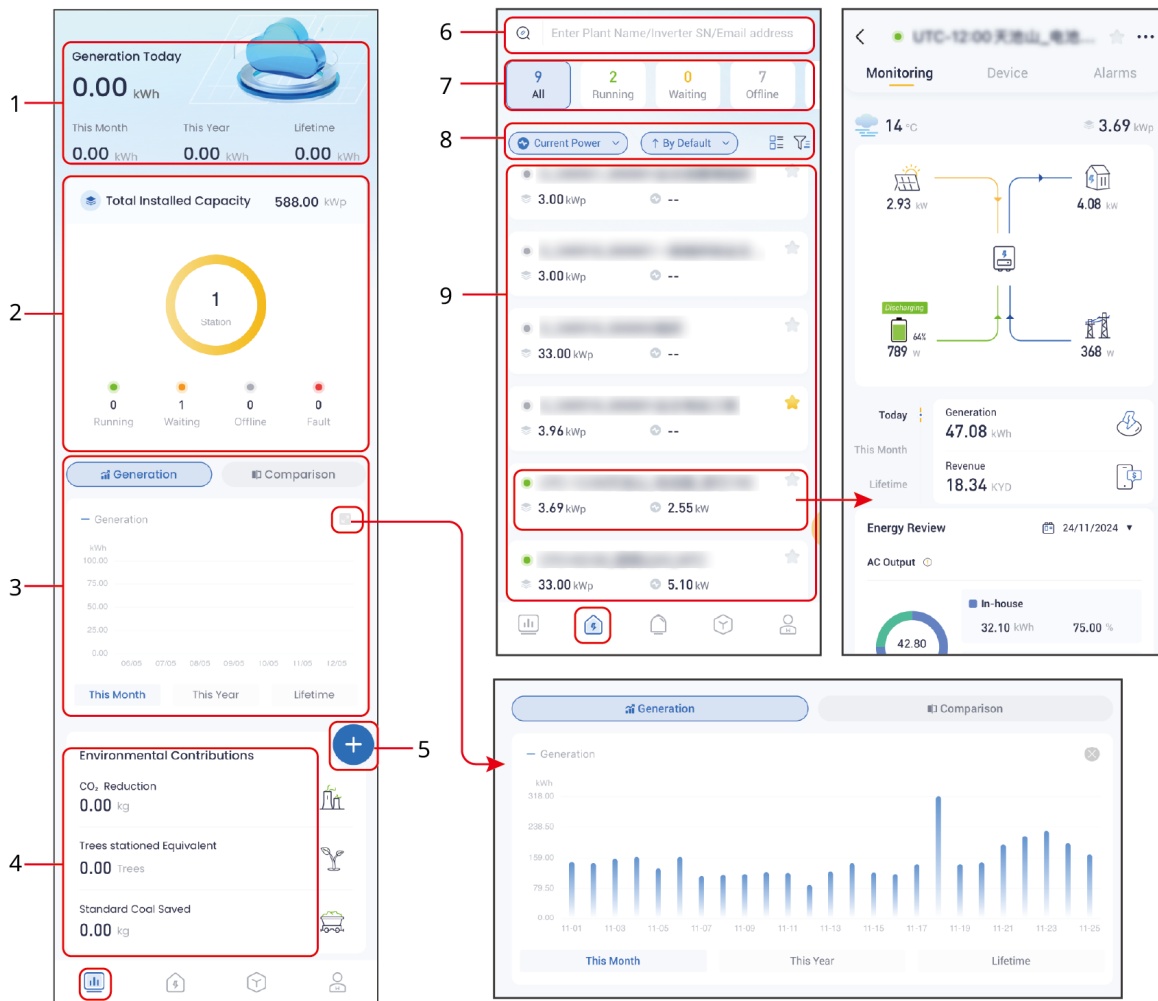 1
Generation Today
0.00 kWh
This Month This Year Lifetime
0.00 kWh 0.00 kWh 0.00 kWh
2
Total Installed Capacity 588.00 kWp
1
Station
0 1 0 0
Running Waiting Offline Fault
3
Generation Comparison
Generation
kWh
100.00
75.00
50.00
25.00
0.00
06/05 07/05 08/05 09/05 10/05 11/05 12/05
This Month This Year Lifetime
5
4
Environmental Contributions
CO₂ Reduction
0.00 kg
Trees stationed Equivalent
0.00 Trees
Standard Coal Saved
0.00 kg
6
Enter Plant Name/Inverter SN/Email address
7
9 2 0 7
All Running Waiting Offline
8
Current Power ↑ By Default
9
3.00 kWp --
3.00 kWp --
33.00 kWp --
3.96 kWp --
3.69 kWp 2.55 kW
33.00 kWp 5.10 kW
UTC-12:00天池山_电池...
Monitoring Device Alarms
14 °C 3.69 kWp
2.93 kW 4.08 kW
Discharging
64%
789 W 368 W
Today
This Month
Lifetime
Generation
47.08 kWh
Revenue
18.34 KYD
Energy Review 24/11/2024
AC Output
42.80
In-house
32.10 kWh 75.00 %
Generation Comparison
Generation
kWh
318.00
238.50
159.00
79.50
0.00
11-01 11-03 11-05 11-07 11-09 11-11 11-13 11-15 11-17 11-19 11-21 11-23 11-25
This Month This Year Lifetime